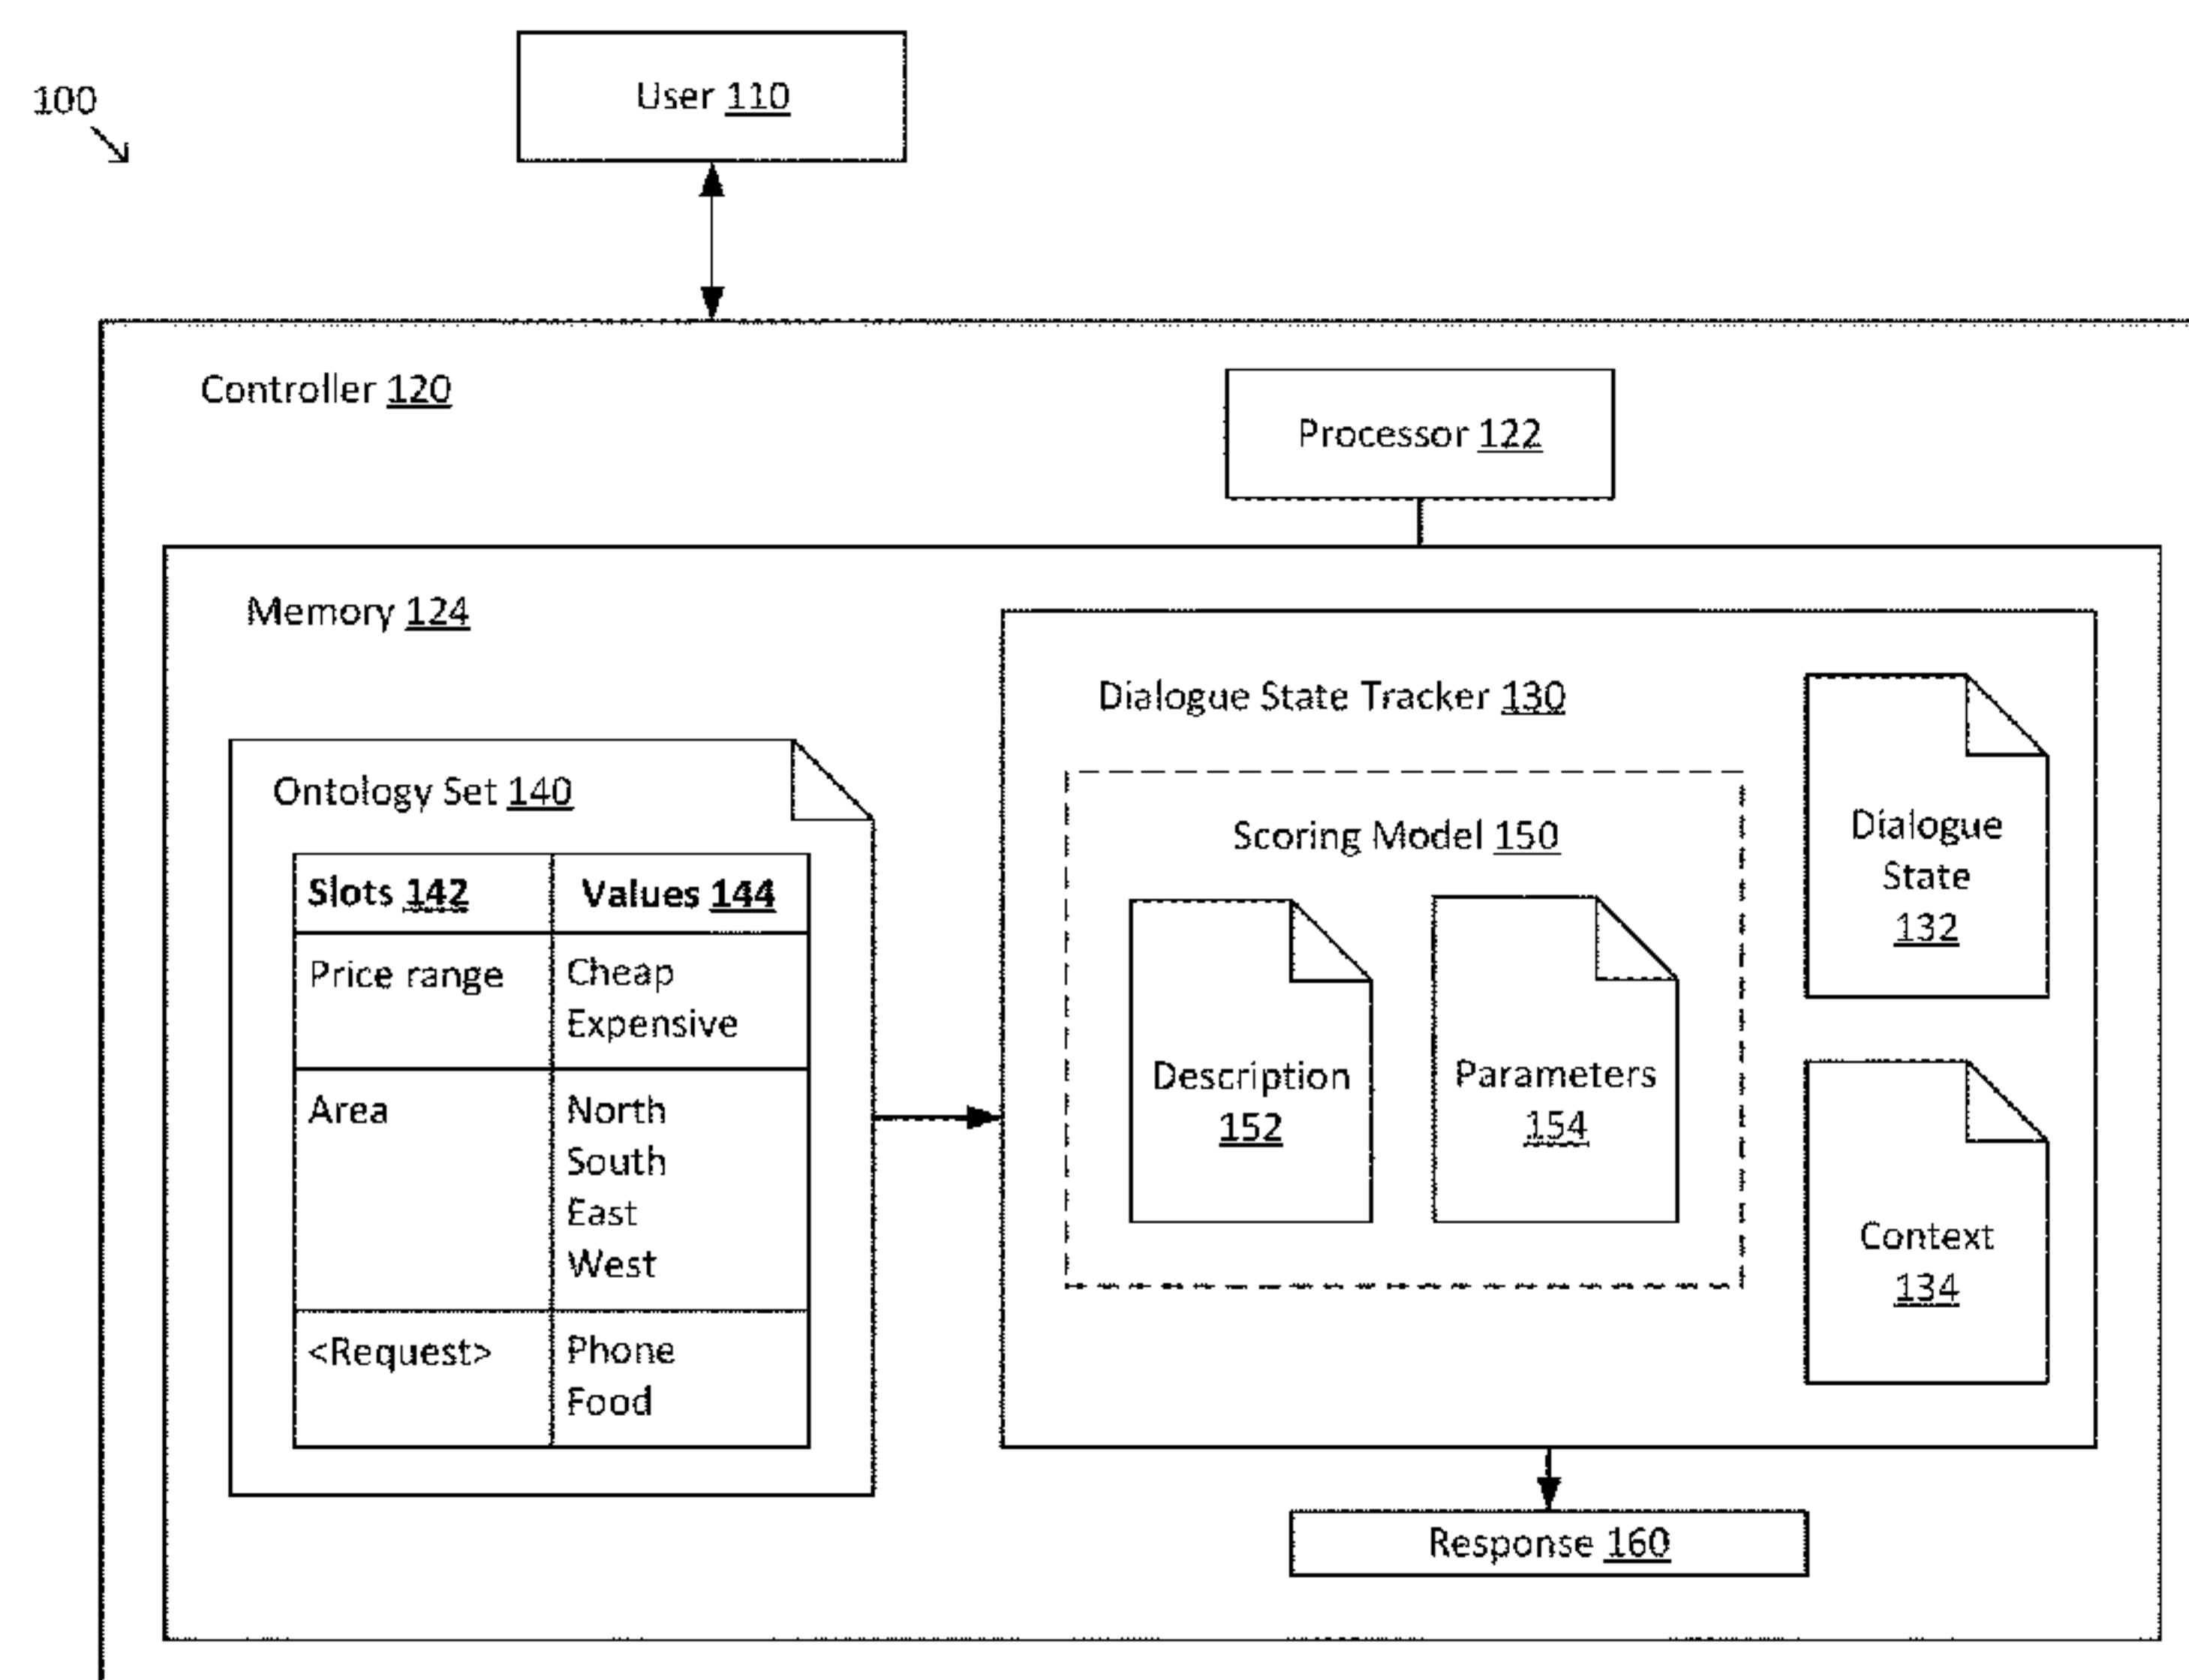 100
User 110
Controller 120
Processor 122
Memory 124
Ontology Set 140
Slots 142 Values 144
Price range Cheap
Expensive
Area North
South
East
West
<Request> Phone
Food
Dialogue State Tracker 130
Scoring Model 150
Description
152
Parameters
154
Dialogue
State
132
Context
134
Response 160